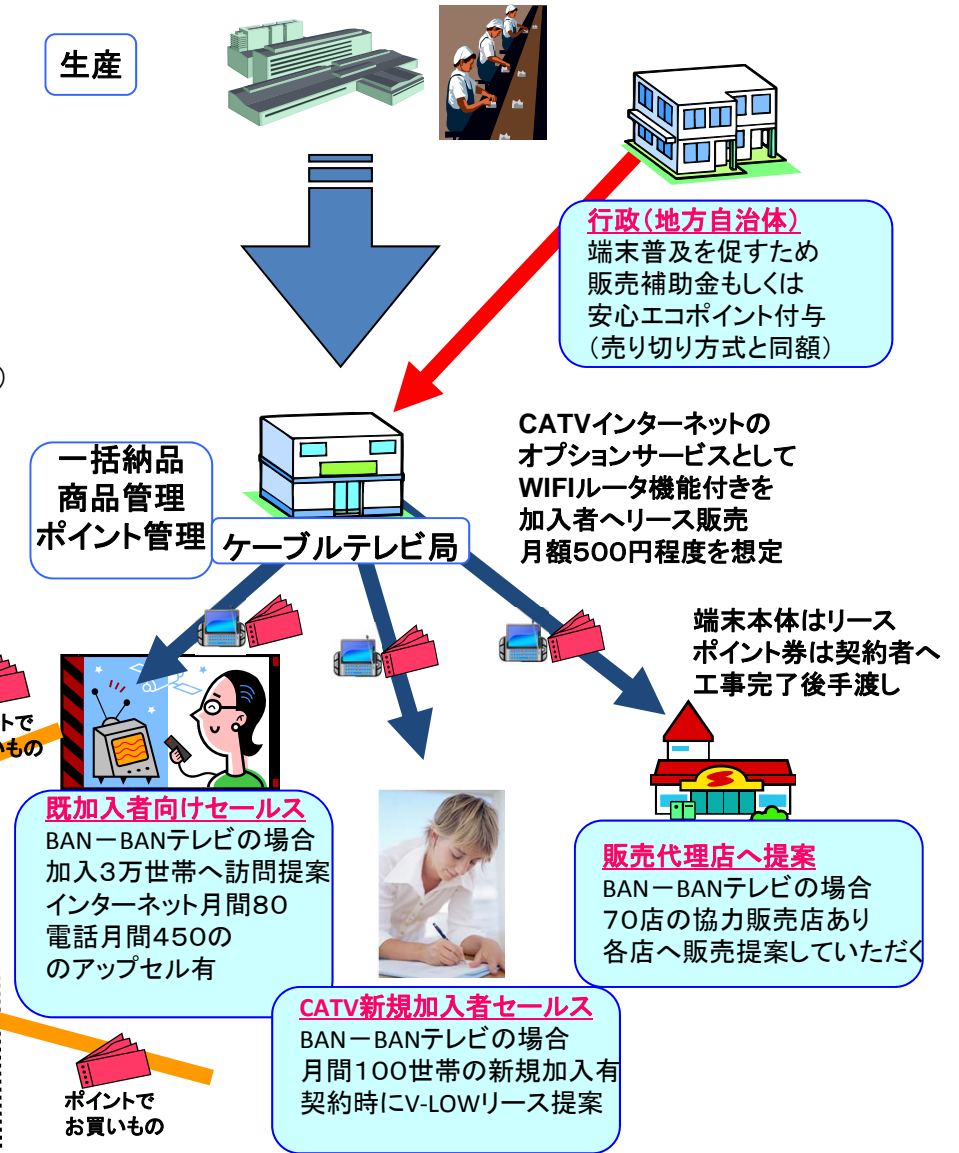 生産
行政(地方自治体)
端末普及を促すため
販売補助金もしくは
安心エコポイント付与
(売り切り方式と同額)
)
一括納品
商品管理
ポイント管理
ケーブルテレビ局
CATVインターネットの
オプションサービスとして
WIFIルータ機能付きを
加入者へリース販売
月額500円程度を想定
端末本体はリース
ポイント券は契約者へ
工事完了後手渡し
トで
いもの
既加入者向けセールス
BAN-BANテレビの場合
加入3万世帯へ訪問提案
インターネット月間80
電話月間450の
のアップセル有
販売代理店へ提案
BAN-BANテレビの場合
70店の協力販売店あり
各店へ販売提案していただく
CATV新規加入者セールス
BAN-BANテレビの場合
月間100世帯の新規加入有
契約時にV-LOWリース提案
ポイントで
お買いもの